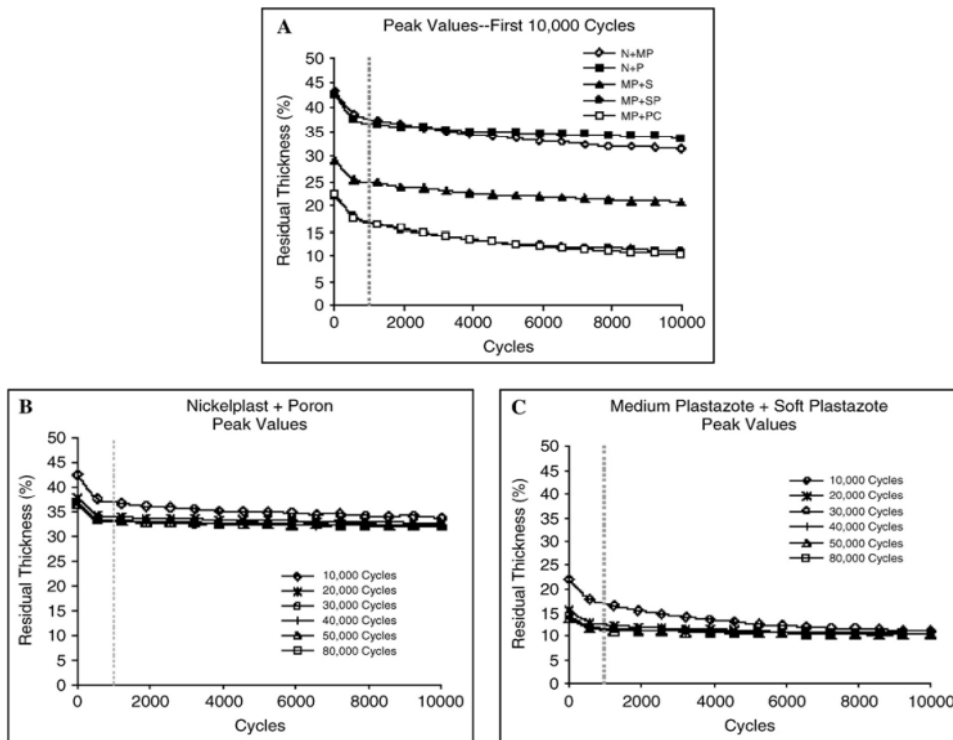 A
Peak Values--First 10,000 Cycles
Residual Thickness (%)
50
45
40
35
30
25
20
15
10
5
0
N+MP
N+P
MP+S
MP+SP
MP+PC
0 2000 4000 6000 8000 10000
Cycles
B
Nickelplast + Poron
Peak Values
Residual Thickness (%)
50
45
40
35
30
25
20
15
10
5
0
10,000 Cycles
20,000 Cycles
30,000 Cycles
40,000 Cycles
50,000 Cycles
80,000 Cycles
0 2000 4000 6000 8000 10000
Cycles
C
Medium Plastazote + Soft Plastazote
Peak Values
Residual Thickness (%)
50
45
40
35
30
25
20
15
10
5
0
10,000 Cycles
20,000 Cycles
30,000 Cycles
40,000 Cycles
50,000 Cycles
80,000 Cycles
0 2000 4000 6000 8000 10000
Cycles